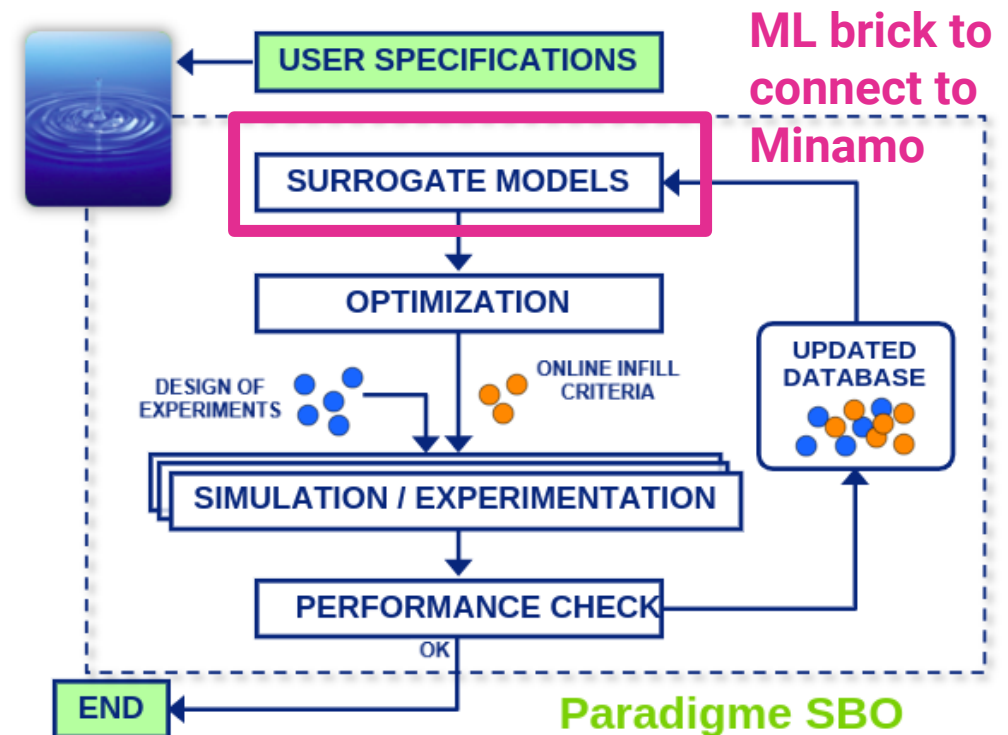 USER SPECIFICATIONS
ML brick to
connect to
Minamo
SURROGATE MODELS
OPTIMIZATION
DESIGN OF
EXPERIMENTS
ONLINE INFILL
CRITERIA
UPDATED
DATABASE
SIMULATION / EXPERIMENTATION
PERFORMANCE CHECK
OK
END
Paradigme SBO